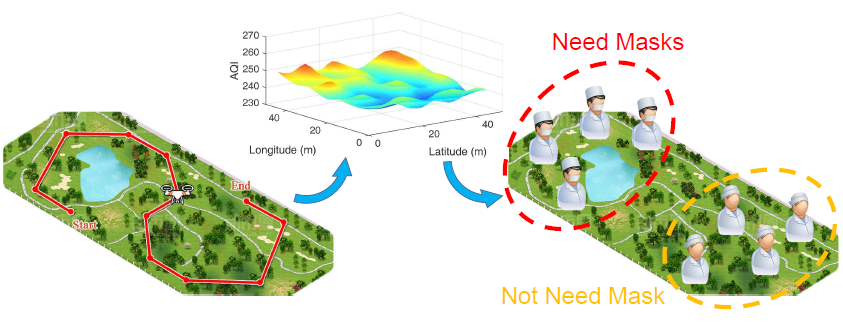 Start
End
270
260
250
240
230
AQI
40
20
0
Longitude (m)
0
20
40
Latitude (m)
Need Masks
Not Need Mask